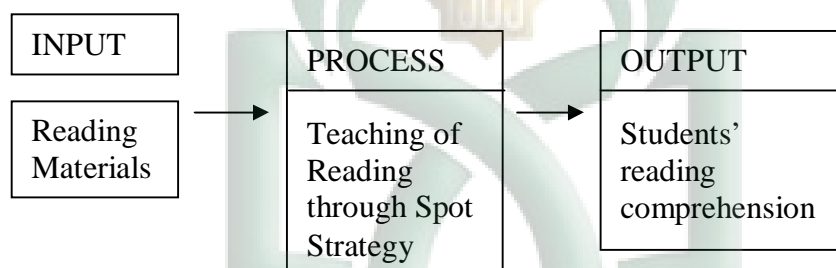 INPUT
Reading
Materials
PROCESS
Teaching of
Reading
through Spot
Strategy
OUTPUT
Students’
reading
comprehension